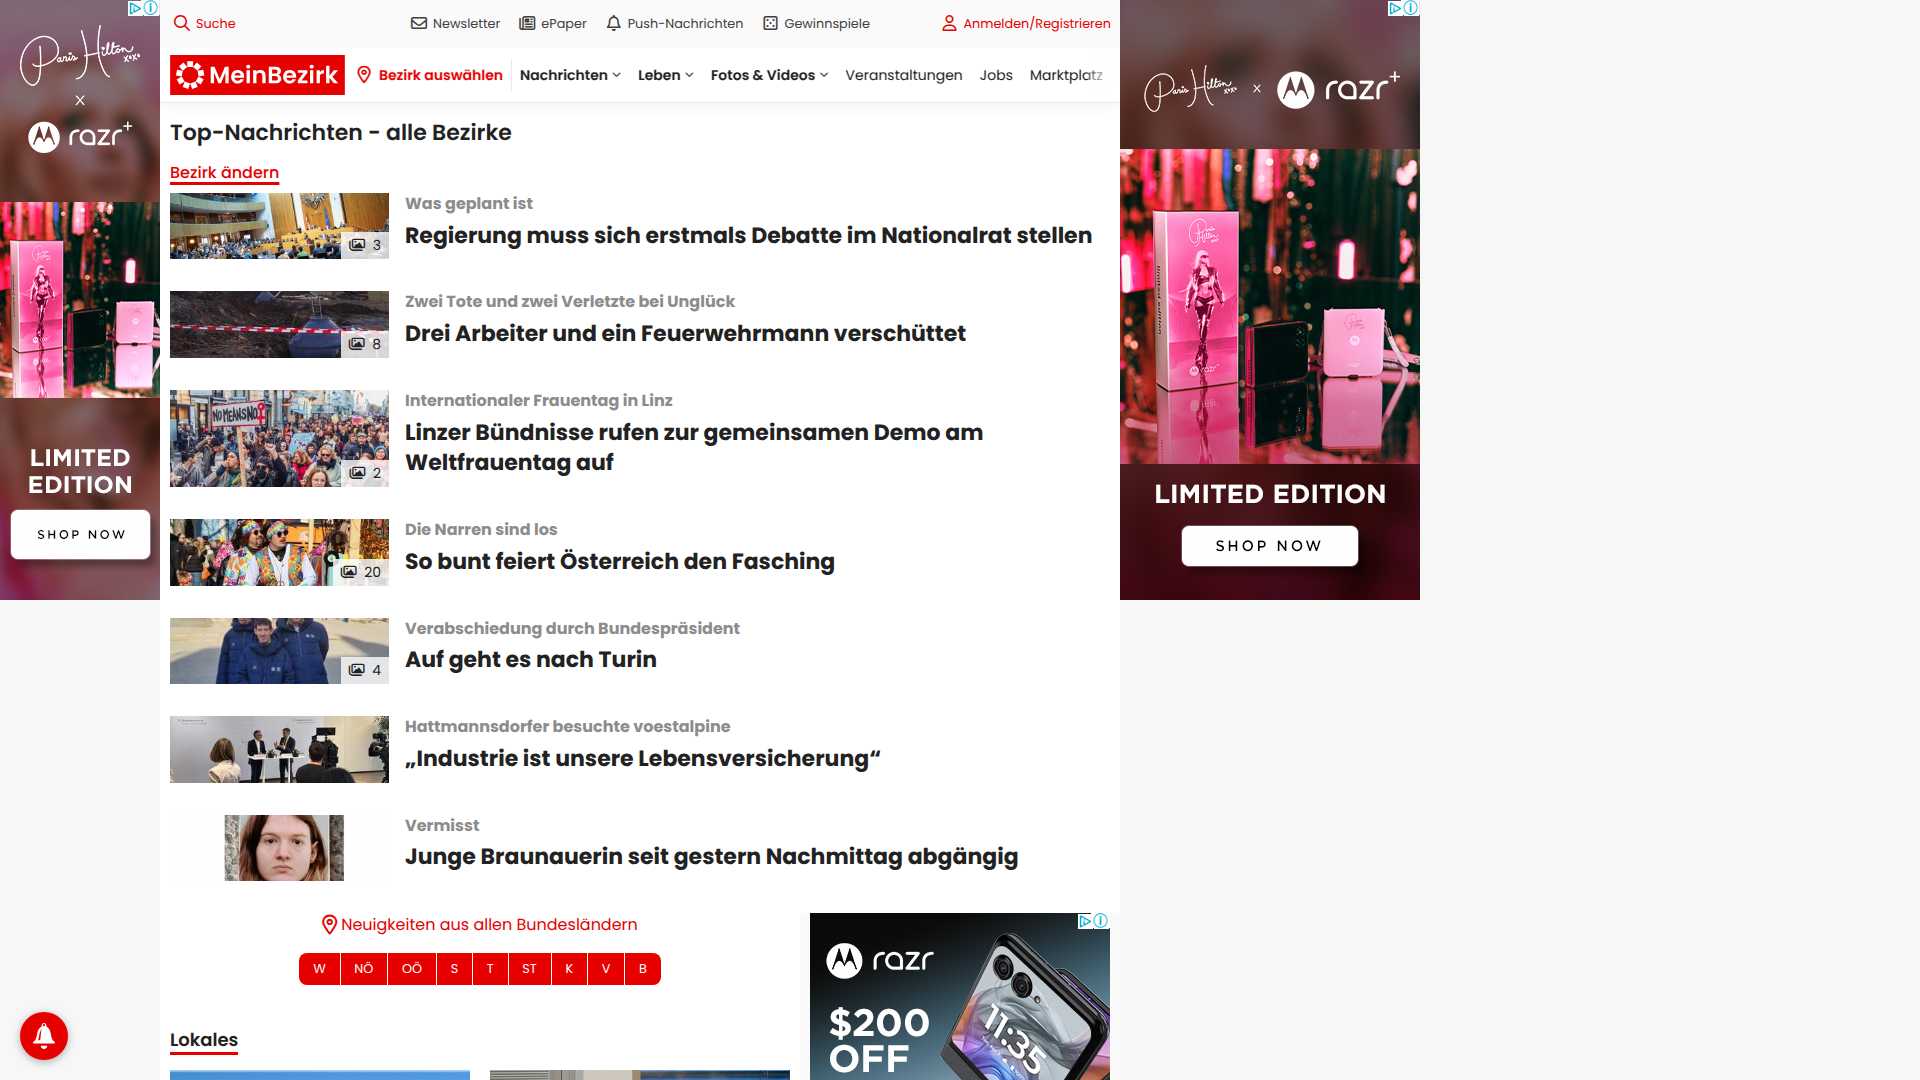 Suche
Newsletter
ePaper
Push-Nachrichten
Gewinnspiele
Anmelden/Registrieren
MeinBezirk
Bezirk auswählen
Nachrichten
Leben
Fotos & Videos
Veranstaltungen
Jobs
Marktplatz
Top-Nachrichten - alle Bezirke
Bezirk ändern
3
Was geplant ist
Regierung muss sich erstmals Debatte im Nationalrat stellen
8
Zwei Tote und zwei Verletzte bei Unglück
Drei Arbeiter und ein Feuerwehrmann verschüttet
NO MEANS NO
2
Internationaler Frauentag in Linz
Linzer Bündnisse rufen zur gemeinsamen Demo am
Weltfrauentag auf
20
Die Narren sind los
So bunt feiert Österreich den Fasching
4
Verabschiedung durch Bundespräsident
Auf geht es nach Turin
Hattmannsdorfer besuchte voestalpine
„Industrie ist unsere Lebensversicherung“
Vermisst
Junge Braunauerin seit gestern Nachmittag abgängig
Neuigkeiten aus allen Bundesländern
W
NÖ
OÖ
S
T
ST
K
V
B
Lokales
Paris Hilton
xoxo
X
razr+
LIMITED
EDITION
SHOP NOW
Paris Hilton
xoxo
X
razr+
LIMITED EDITION
SHOP NOW
razr
$200
OFF
11:35